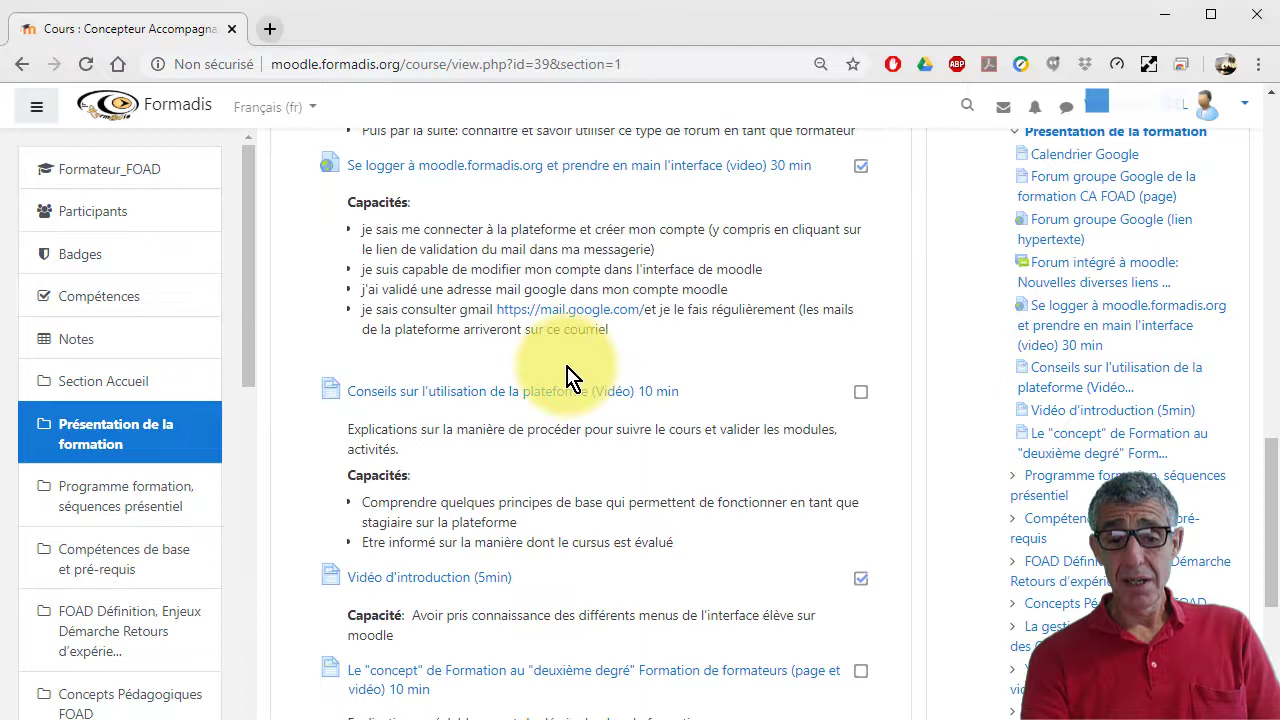 Cours : Concepteur Accompagna
Non sécurisé
moodle.formadis.org/course/view.php?id=39&section=1
ABP
Formadis
Français (fr)
Formateur_FOAD
Participants
Badges
Compétences
Notes
Section Accueil
Présentation de la
formation
Programme formation,
séquences présentiel
Compétences de base
et pré-requis
FOAD Définition, Enjeux
Démarche Retours
d'expérie...
Concepts Pédagogiques
FOAD
Puis par la suite: connaitre et savoir utiliser ce type de forum en tant que formateur
Se logger à moodle.formadis.org et prendre en main l'interface (video) 30 min
Capacités:
je sais me connecter à la plateforme et créer mon compte (y compris en cliquant sur
le lien de validation du mail dans ma messagerie)
je suis capable de modifier mon compte dans l'interface de moodle
j'ai validé une adresse mail google dans mon compte moodle
je sais consulter gmail https://mail.google.com/et je le fais régulièrement (les mails
de la plateforme arriveront sur ce courriel
Conseils sur l'utilisation de la plateforme (Vidéo) 10 min
Explications sur la manière de procéder pour suivre le cours et valider les modules,
activités.
Capacités:
Comprendre quelques principes de base qui permettent de fonctionner en tant que
stagiaire sur la plateforme
Etre informé sur la manière dont le cursus est évalué
Vidéo d'introduction (5min)
Capacité: Avoir pris connaissance des différents menus de l'interface élève sur
moodle
Le "concept" de Formation au "deuxième degré" Formation de formateurs (page et
vidéo) 10 min
Présentation de la formation
Calendrier Google
Forum groupe Google de la
formation CA FOAD (page)
Forum groupe Google (lien
hypertexte)
Forum intégré à moodle:
Nouvelles diverses liens ...
Se logger à moodle.formadis.org
et prendre en main l'interface
(video) 30 min
Conseils sur l'utilisation de la
plateforme (Vidéo...
Vidéo d'introduction (5min)
Le "concept" de Formation au
"deuxième degré" Form...
Programme formation, séquences
présentiel